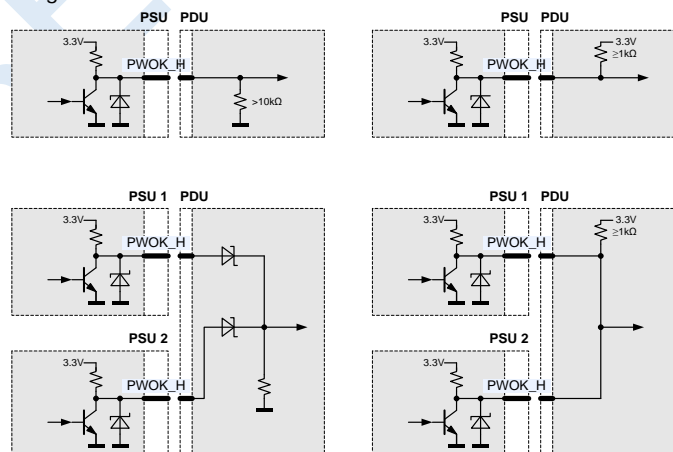 PSU PDU
3.3V
PWOK_H
>10kΩ
PSU PDU
3.3V
PWOK_H
3.3V
≥1kΩ
PSU 1 PDU
3.3V
PWOK_H
PSU 2
3.3V
PWOK_H
PSU 1 PDU
3.3V
PWOK_H
3.3V
≥1kΩ
PSU 2
3.3V
PWOK_H